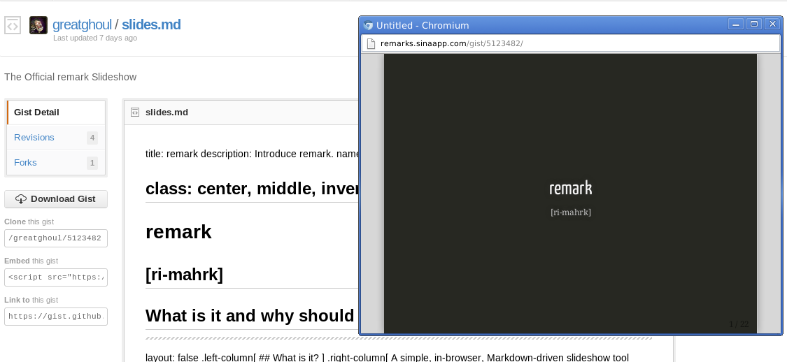 greatghoul / slides.md
Last updated 7 days ago
The Official remark Slideshow
Gist Detail
Revisions 4
Forks 1
Download Gist
Clone this gist
/greatghoul/5123482
Embed this gist
<script src="https:/
Link to this gist
https://gist.github
slides.md
title: remark description: Introduce remark. name
class: center, middle, inver
remark
[ri-mahrk]
What is it and why should
layout: false .left-column[ ## What is it? ] .right-column[ A simple, in-browser, Markdown-driven slideshow tool
Untitled - Chromium
remarks.sinaapp.com/gist/5123482/
remark
[ri-mahrk]